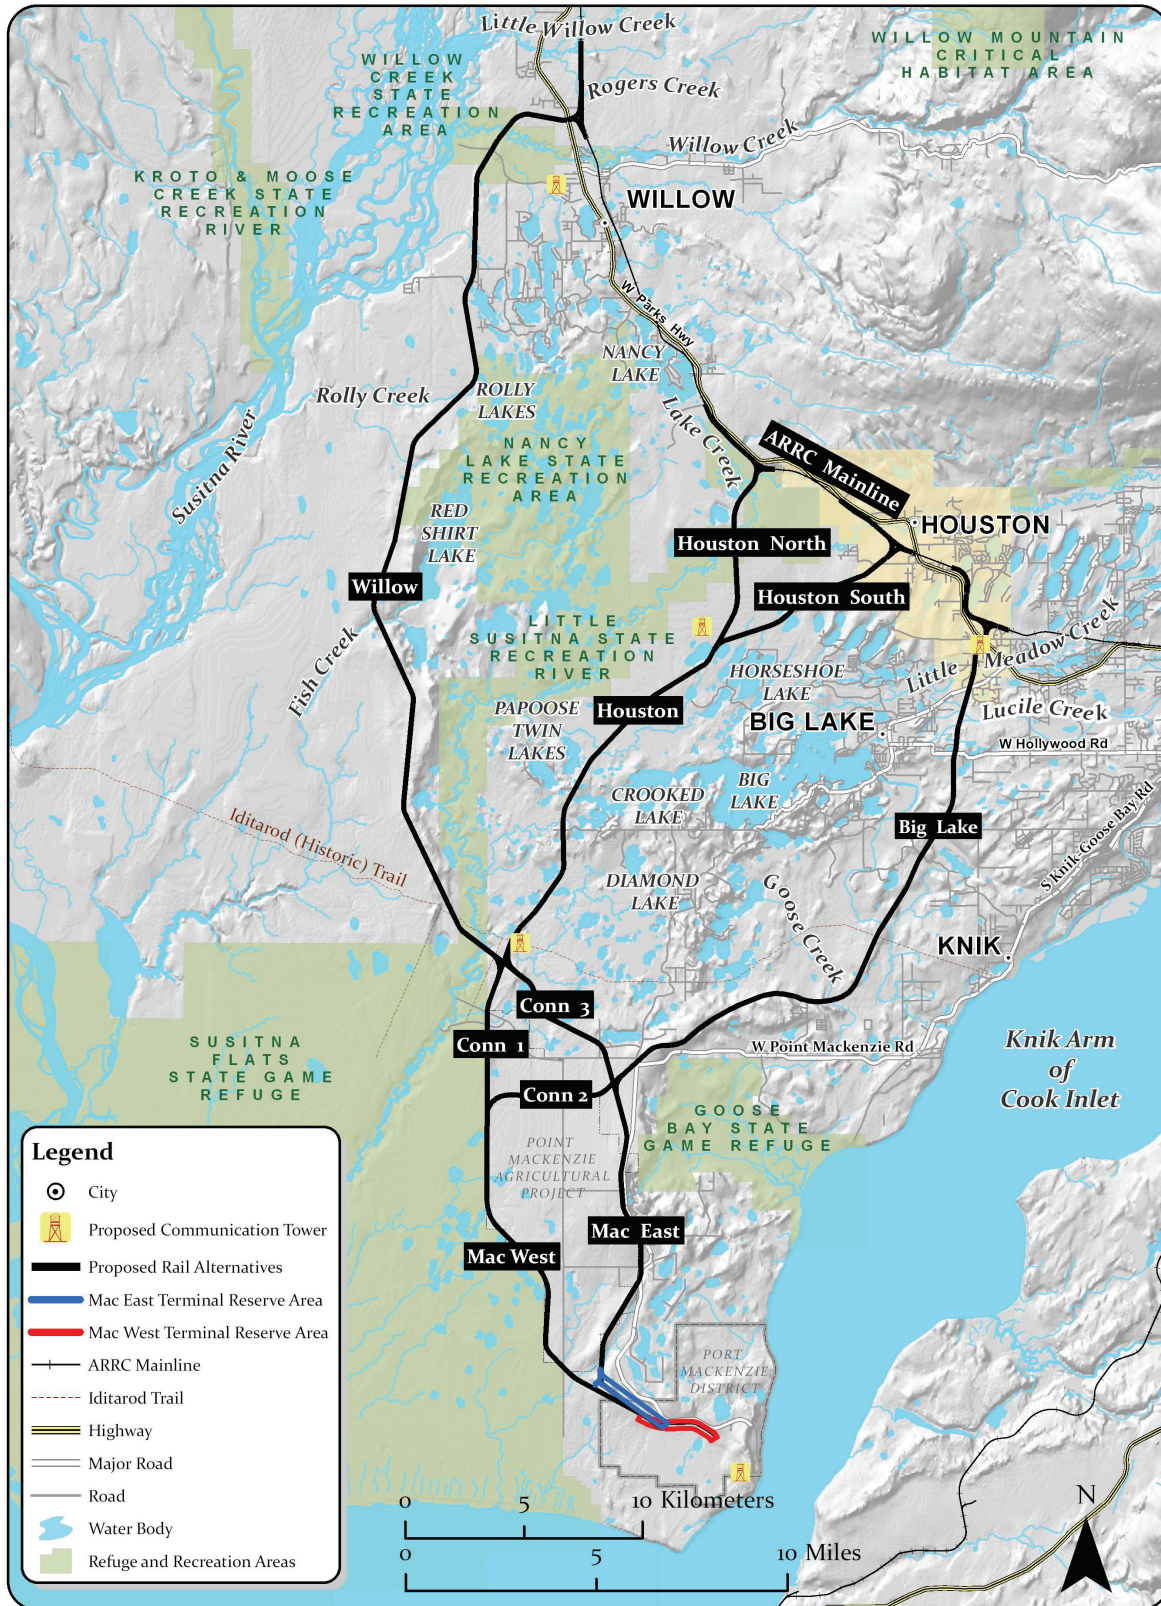 Little Willow Creek
WILLOW MOUNTAIN
CRITICAL
HABITAT AREA
WILLOW
CREEK
STATE
RECREATION
AREA
Rogers Creek
Willow Creek
KROTO & MOOSE
CREEK STATE
RECREATION
RIVER
WILLOW
W Parks Hwy
NANCY
LAKE
Rolly Creek
ROLLY
LAKES
Lake Creek
Susitna River
NANCY
LAKE STATE
RECREATION
AREA
ARRC Mainline
RED
SHIRT
LAKE
HOUSTON
Houston North
Willow
Houston South
LITTLE
SUSITNA STATE
RECREATION
RIVER
Fish Creek
Little Meadow Creek
HORSESHOE
LAKE
Houston
PAPOOSE
TWIN
LAKES
Lucile Creek
BIG LAKE
W Hollywood Rd
BIG
LAKE
CROOKED
LAKE
Big Lake
S Knik-Goose Bay Rd
Iditarod (Historic) Trail
DIAMOND
LAKE
Goose Creek
KNIK
Conn 3
Conn 1
W Point Mackenzie Rd
Knik Arm
of
Cook Inlet
SUSITNA
FLATS
STATE GAME
REFUGE
Conn 2
GOOSE
BAY STATE
GAME REFUGE
POINT
MACKENZIE
AGRICULTURAL
PROJECT
Mac East
Mac West
PORT
MACKENZIE
DISTRICT
Legend
City
Proposed Communication Tower
Proposed Rail Alternatives
Mac East Terminal Reserve Area
Mac West Terminal Reserve Area
ARRC Mainline
Iditarod Trail
Highway
Major Road
Road
Water Body
Refuge and Recreation Areas
0 5 10 Kilometers
0 5 10 Miles
N